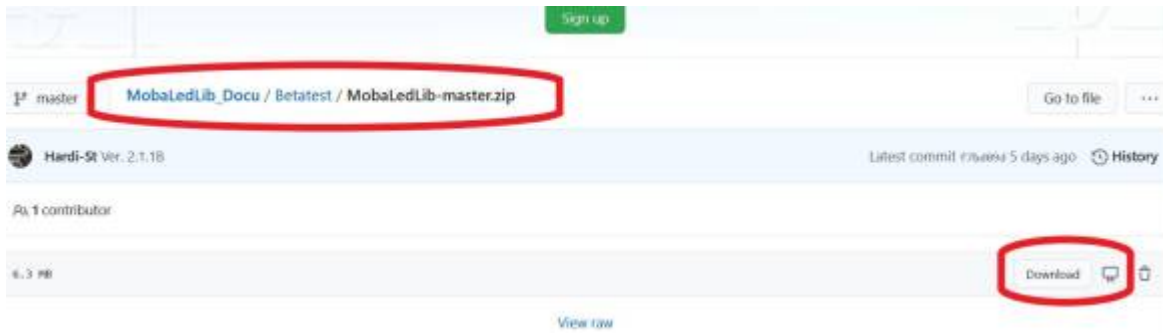 Sign up
master MobaLedLib_Docu / Betatest / MobaLedLib-master.zip Go to file ...
Hardi-St Ver. 2.1.1B Latest commit 5 days ago History
1 contributor
6.3 MB Download
View raw